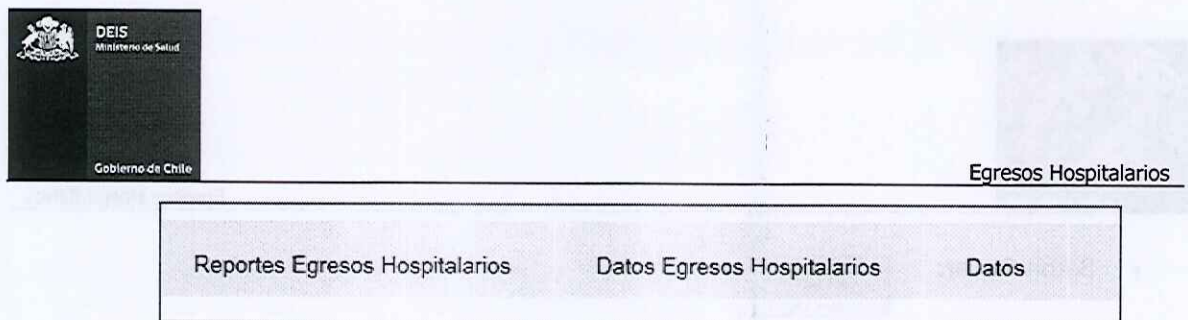 DEIS
Ministerio de Salud
Gobierno de Chile
Egresos Hospitalarios
Reportes Egresos Hospitalarios Datos Egresos Hospitalarios Datos